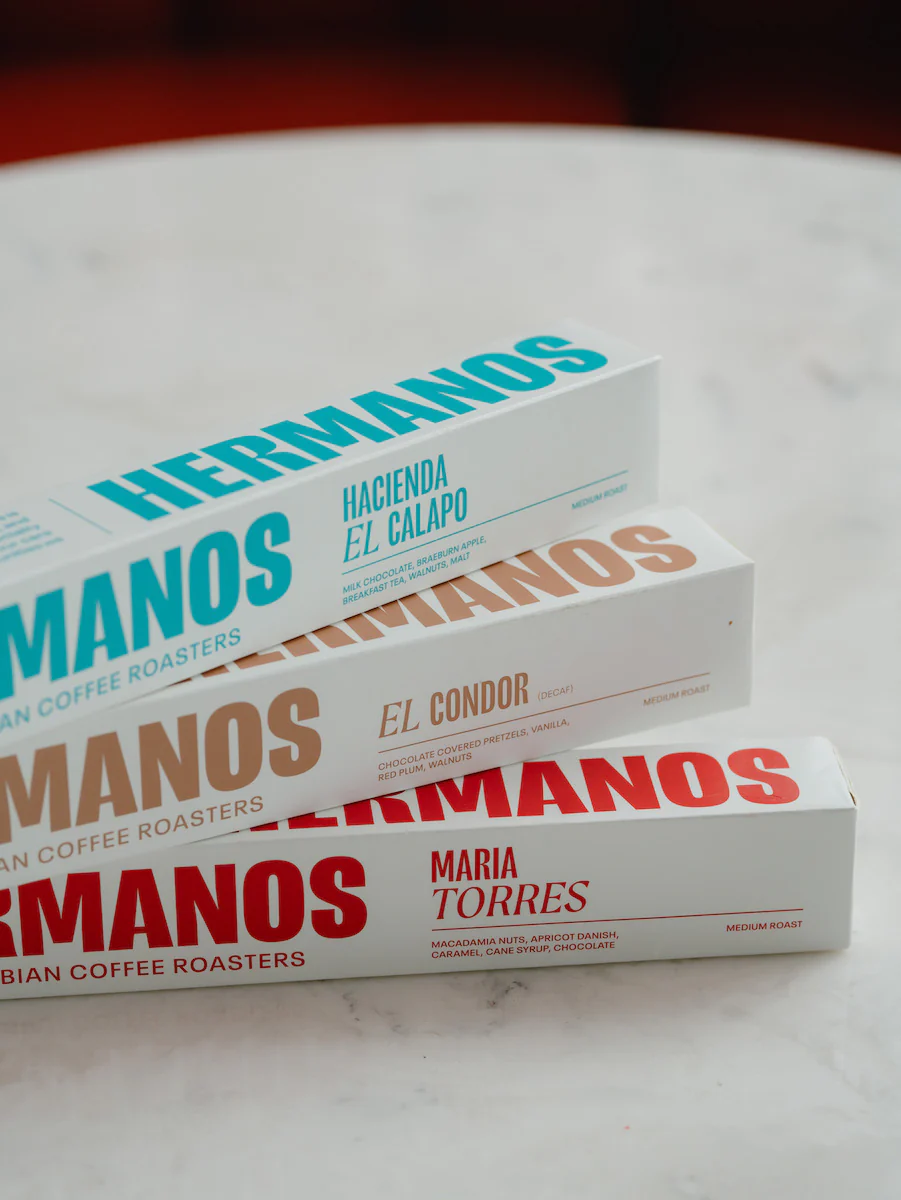 HERMANOS
MANOS
AN COFFEE ROASTERS
HACIENDA
EL CALAPO
MILK CHOCOLATE, BRAEBURN APPLE,
BREAKFAST TEA, WALNUTS, MALT
MEDIUM ROAST
HERMANOS
MANOS
AN COFFEE ROASTERS
EL CONDOR (DECAF)
CHOCOLATE COVERED PRETZELS, VANILLA,
RED PLUM, WALNUTS
MEDIUM ROAST
HERMANOS
RMANOS
BIAN COFFEE ROASTERS
MARIA
TORRES
MACADAMIA NUTS, APRICOT DANISH,
CARAMEL, CANE SYRUP, CHOCOLATE
MEDIUM ROAST